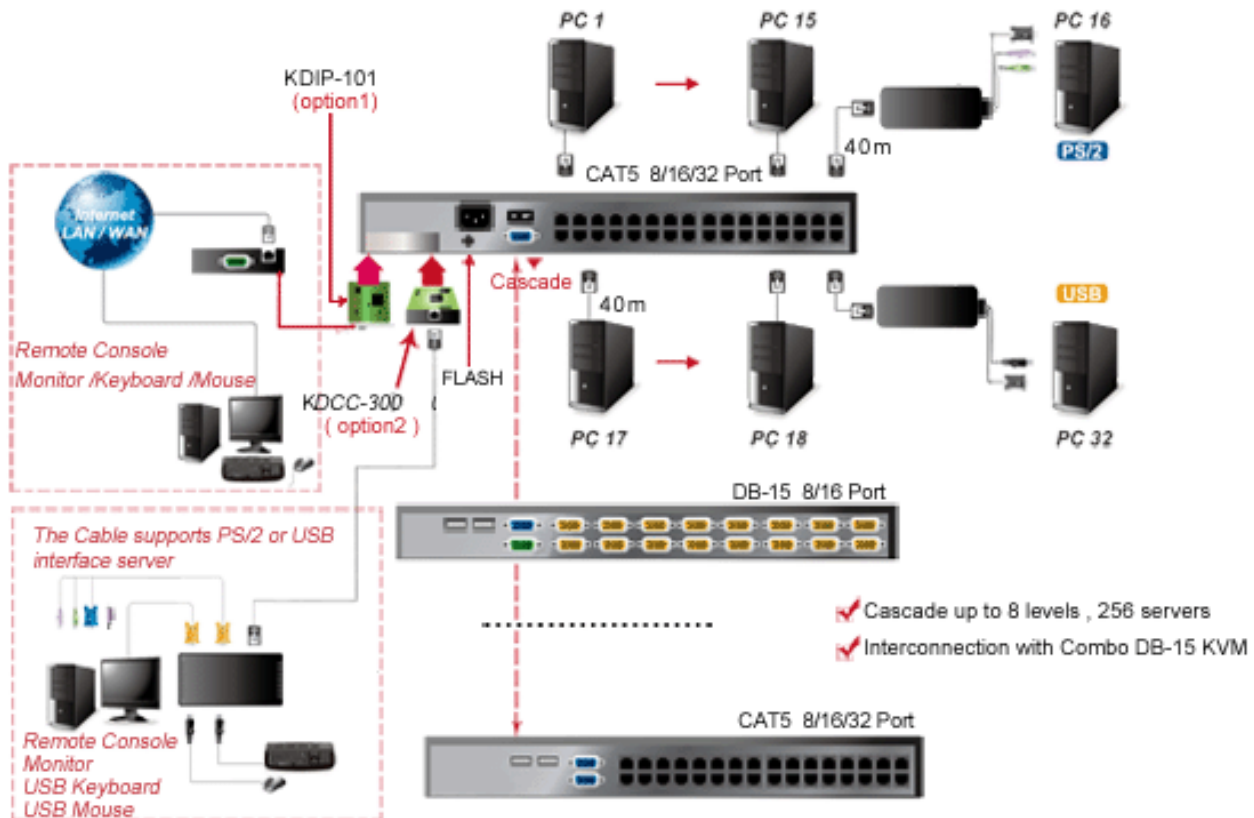 PC 1
PC 15
PC 16
KDIP-101
(option1)
40m
PS/2
CAT5 8/16/32 Port
Internet
LAN / WAN
Cascade
USB
40m
Remote Console
Monitor /Keyboard /Mouse
FLASH
KDCC-300 (
( option2 )
PC 17
PC 18
PC 32
DB-15 8/16 Port
The Cable supports PS/2 or USB
interface server
Cascade up to 8 levels , 256 servers
Interconnection with Combo DB-15 KVM
CAT5 8/16/32 Port
Remote Console
Monitor
USB Keyboard
USB Mouse